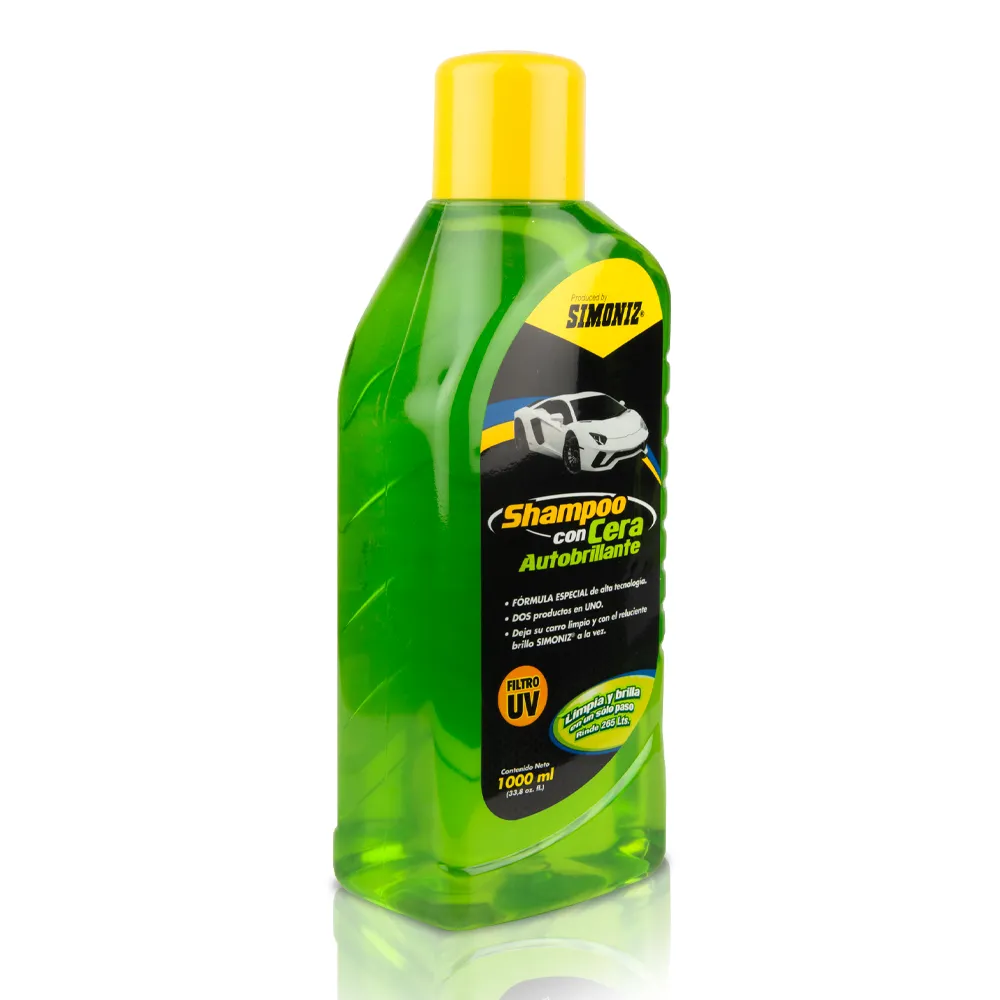 Produced by
SIMONIZ®
Shampoo
con Cera
Autobrillante
• FÓRMULA ESPECIAL de alta tecnología.
• DOS productos en UNO.
• Deja su carro limpio y con el reluciente
brillo SIMONIZ® a la vez.
FILTRO
UV
Limpia y brilla
en un sólo paso
Rinde 265 Lts.
Contenido Neto
1000 ml
(33,8 oz. fl.)